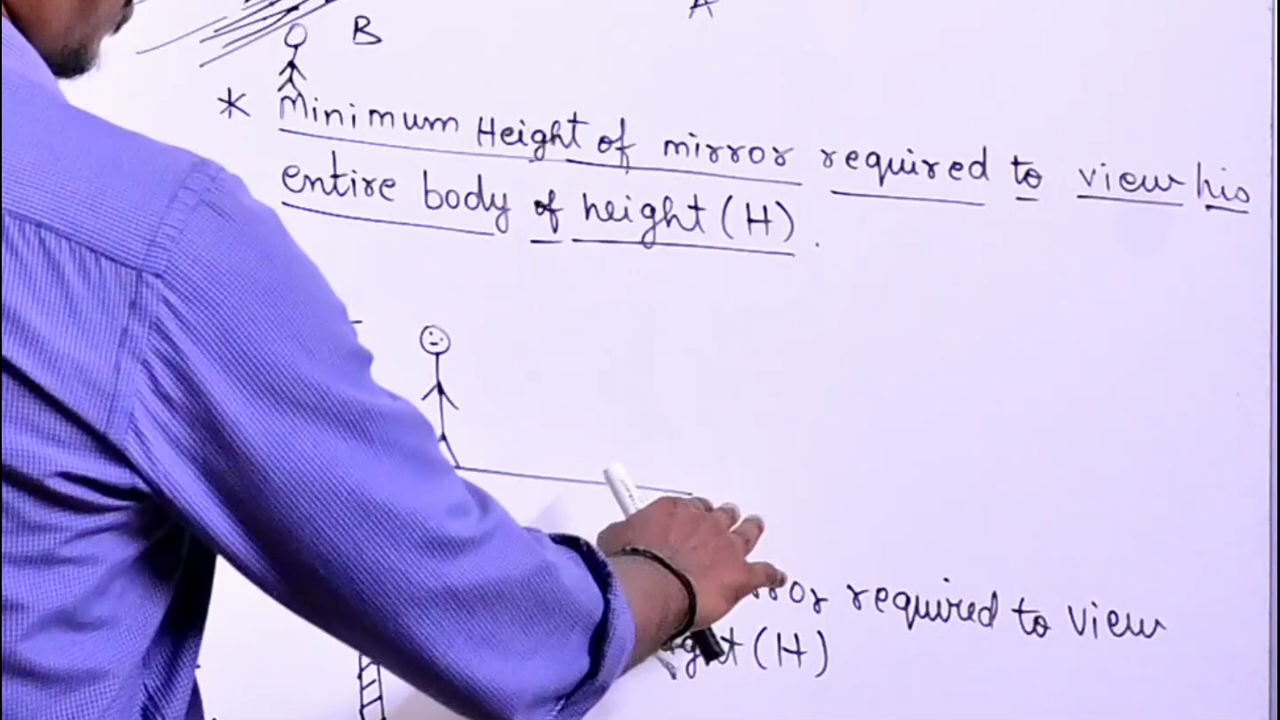 A
B
* Minimum Height of mirror required to view his
entire body of height (H).
required to view
(H)